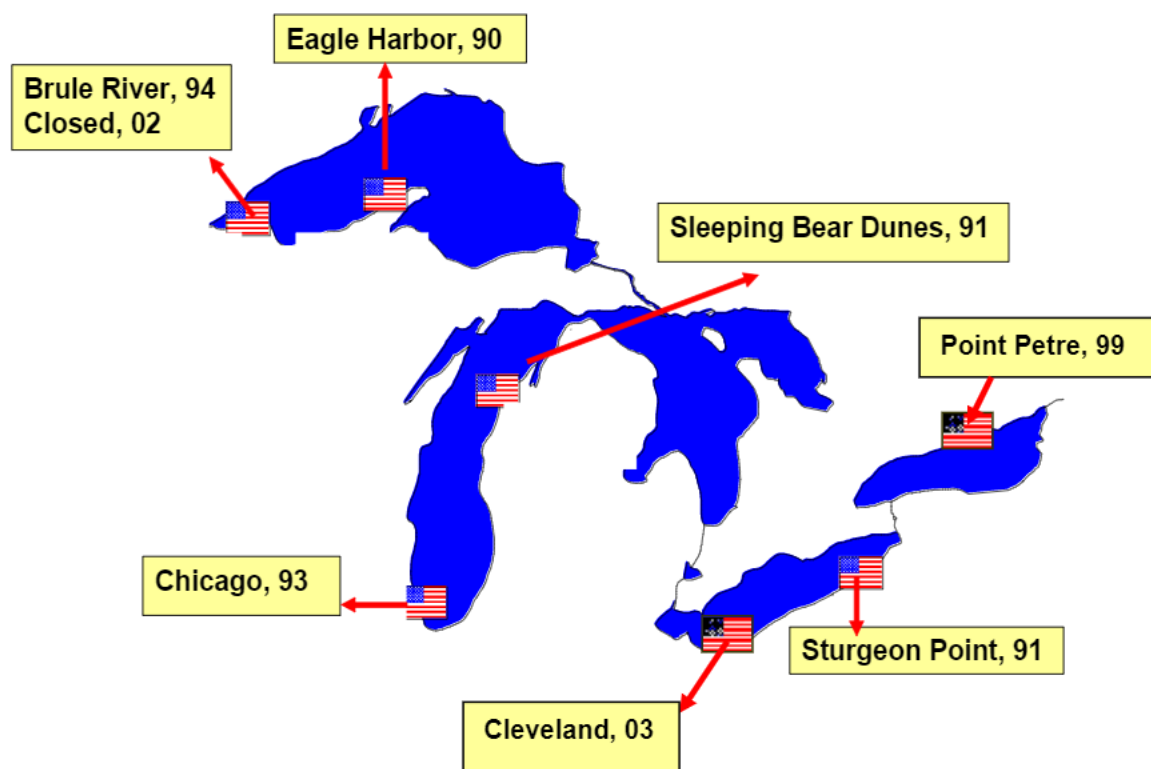 Eagle Harbor, 90
Brule River, 94
Closed, 02
Sleeping Bear Dunes, 91
Point Petre, 99
Chicago, 93
Sturgeon Point, 91
Cleveland, 03